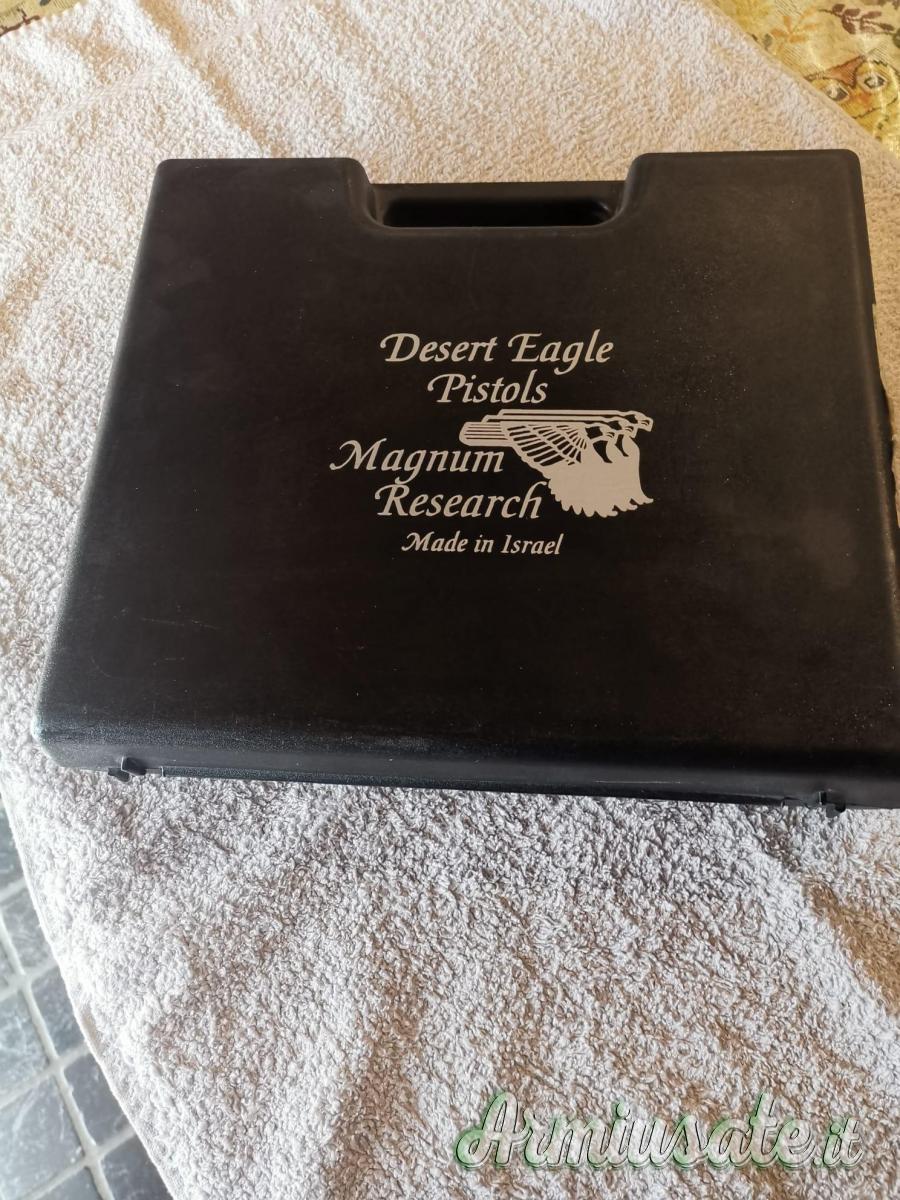 Desert Eagle
Pistols
Magnum
Research
Made in Israel
Armiusate.it